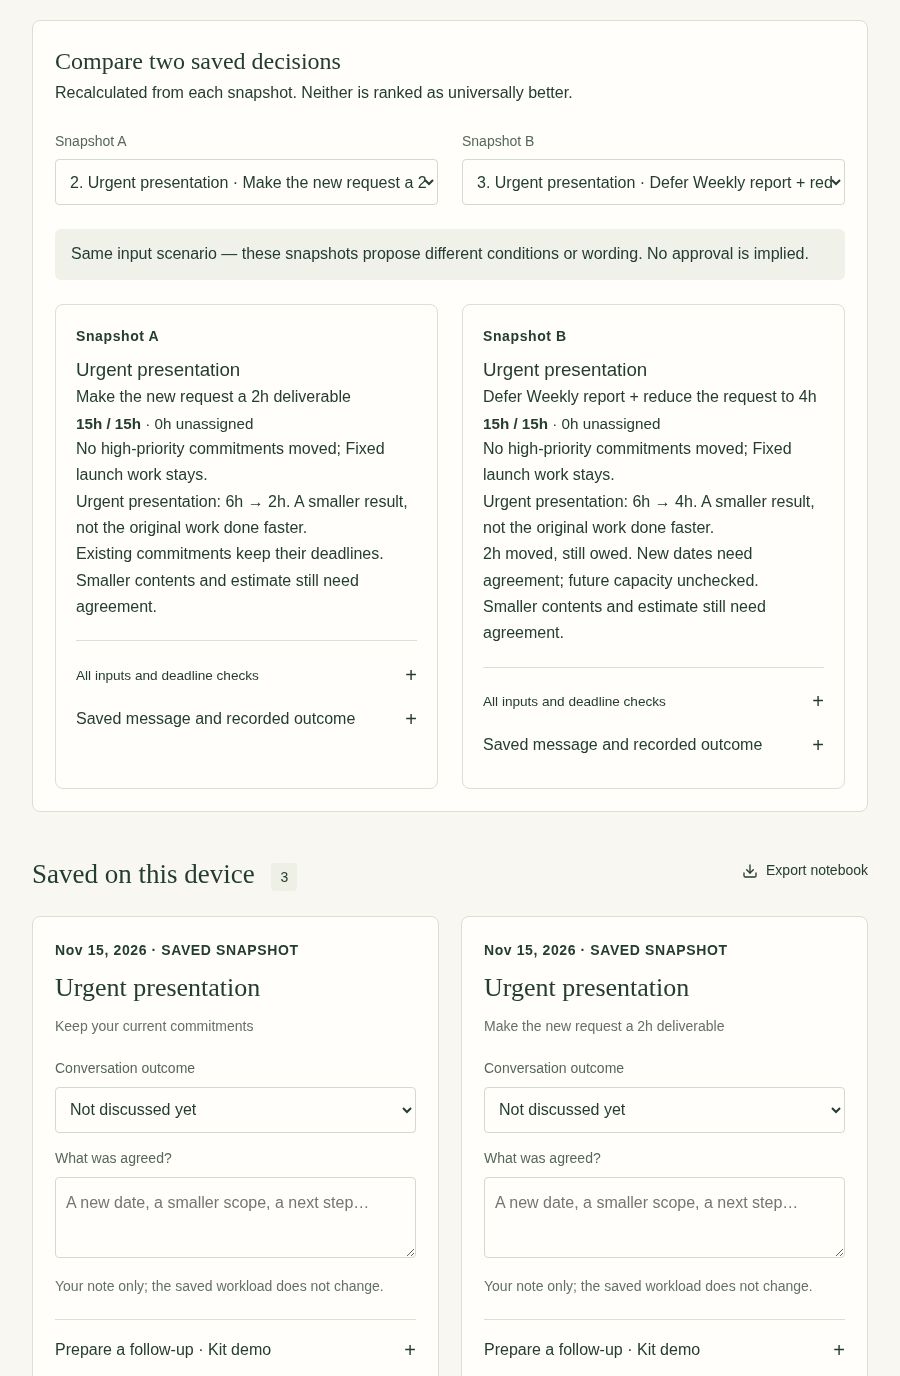 Compare two saved decisions
Recalculated from each snapshot. Neither is ranked as universally better.
Snapshot A
Snapshot B
2. Urgent presentation · Make the new request a 2
3. Urgent presentation · Defer Weekly report + red
Same input scenario — these snapshots propose different conditions or wording. No approval is implied.
Snapshot A
Urgent presentation
Make the new request a 2h deliverable
15h / 15h · 0h unassigned
No high-priority commitments moved; Fixed
launch work stays.
Urgent presentation: 6h → 2h. A smaller result,
not the original work done faster.
Existing commitments keep their deadlines.
Smaller contents and estimate still need
agreement.
All inputs and deadline checks +
Saved message and recorded outcome +
Snapshot B
Urgent presentation
Defer Weekly report + reduce the request to 4h
15h / 15h · 0h unassigned
No high-priority commitments moved; Fixed
launch work stays.
Urgent presentation: 6h → 4h. A smaller result,
not the original work done faster.
2h moved, still owed. New dates need
agreement; future capacity unchecked.
Smaller contents and estimate still need
agreement.
All inputs and deadline checks +
Saved message and recorded outcome +
Saved on this device 3
Export notebook
Nov 15, 2026 · SAVED SNAPSHOT
Urgent presentation
Keep your current commitments
Conversation outcome
Not discussed yet
What was agreed?
A new date, a smaller scope, a next step…
Your note only; the saved workload does not change.
Prepare a follow-up · Kit demo +
Nov 15, 2026 · SAVED SNAPSHOT
Urgent presentation
Make the new request a 2h deliverable
Conversation outcome
Not discussed yet
What was agreed?
A new date, a smaller scope, a next step…
Your note only; the saved workload does not change.
Prepare a follow-up · Kit demo +